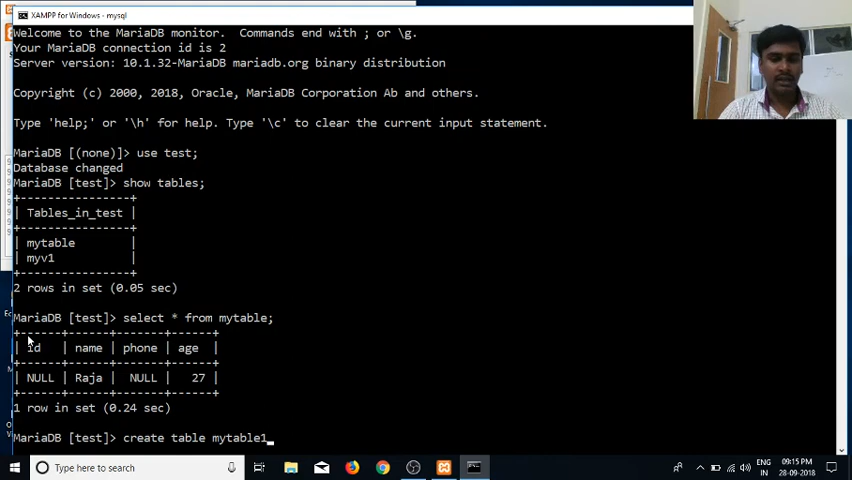 XAMPP for Windows - mysql
Welcome to the MariaDB monitor.  Commands end with ; or \g.
Your MariaDB connection id is 2
Server version: 10.1.32-MariaDB mariadb.org binary distribution
Copyright (c) 2000, 2018, Oracle, MariaDB Corporation Ab and others.
Type 'help;' or '\h' for help. Type '\c' to clear the current input statement.
MariaDB [(none)]> use test;
Database changed
MariaDB [test]> show tables;
+----------------+
| Tables_in_test |
+----------------+
| mytable        |
| myv1           |
+----------------+
2 rows in set (0.05 sec)
MariaDB [test]> select * from mytable;
+------+------+-------+------+
| id   | name | phone | age  |
+------+------+-------+------+
| NULL | Raja |  NULL |   27 |
+------+------+-------+------+
1 row in set (0.24 sec)
MariaDB [test]> create table mytable1_
Type here to search
ENG
IN
09:15 PM
28-09-2018